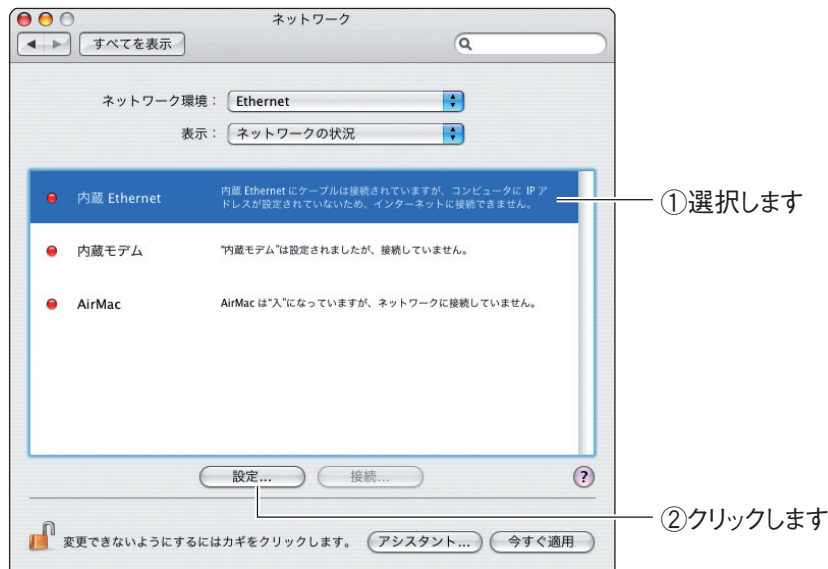 ネットワーク
すべてを表示
ネットワーク環境： Ethernet
表示： ネットワークの状況
内蔵 Ethernet
内蔵 Ethernet にケーブルは接続されていますが、コンピュータに IP ア
ドレスが設定されていないため、インターネットに接続できません。
①選択します
内蔵モデム
“内蔵モデム”は設定されましたが、接続していません。
AirMac
AirMac は“入”になっていますが、ネットワークに接続していません。
設定...
接続...
?
②クリックします
変更できないようにするにはカギをクリックします。
アシスタント...
今すぐ適用